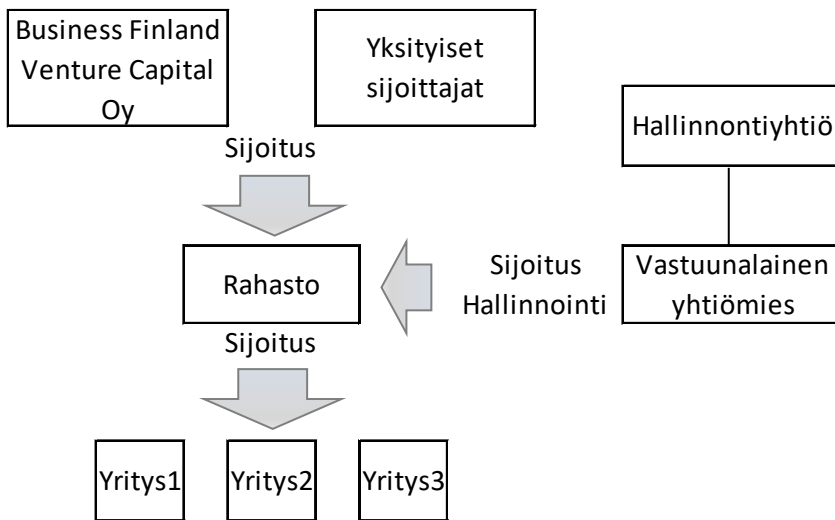 Business Finland
Venture Capital
Oy
Yksityiset
sijoittajat
Hallinnontiyhtiö
Sijoitus
Rahasto
Sijoitus
Hallinnointi
Vastuunalainen
yhtiömies
Sijoitus
Yritys1
Yritys2
Yritys3